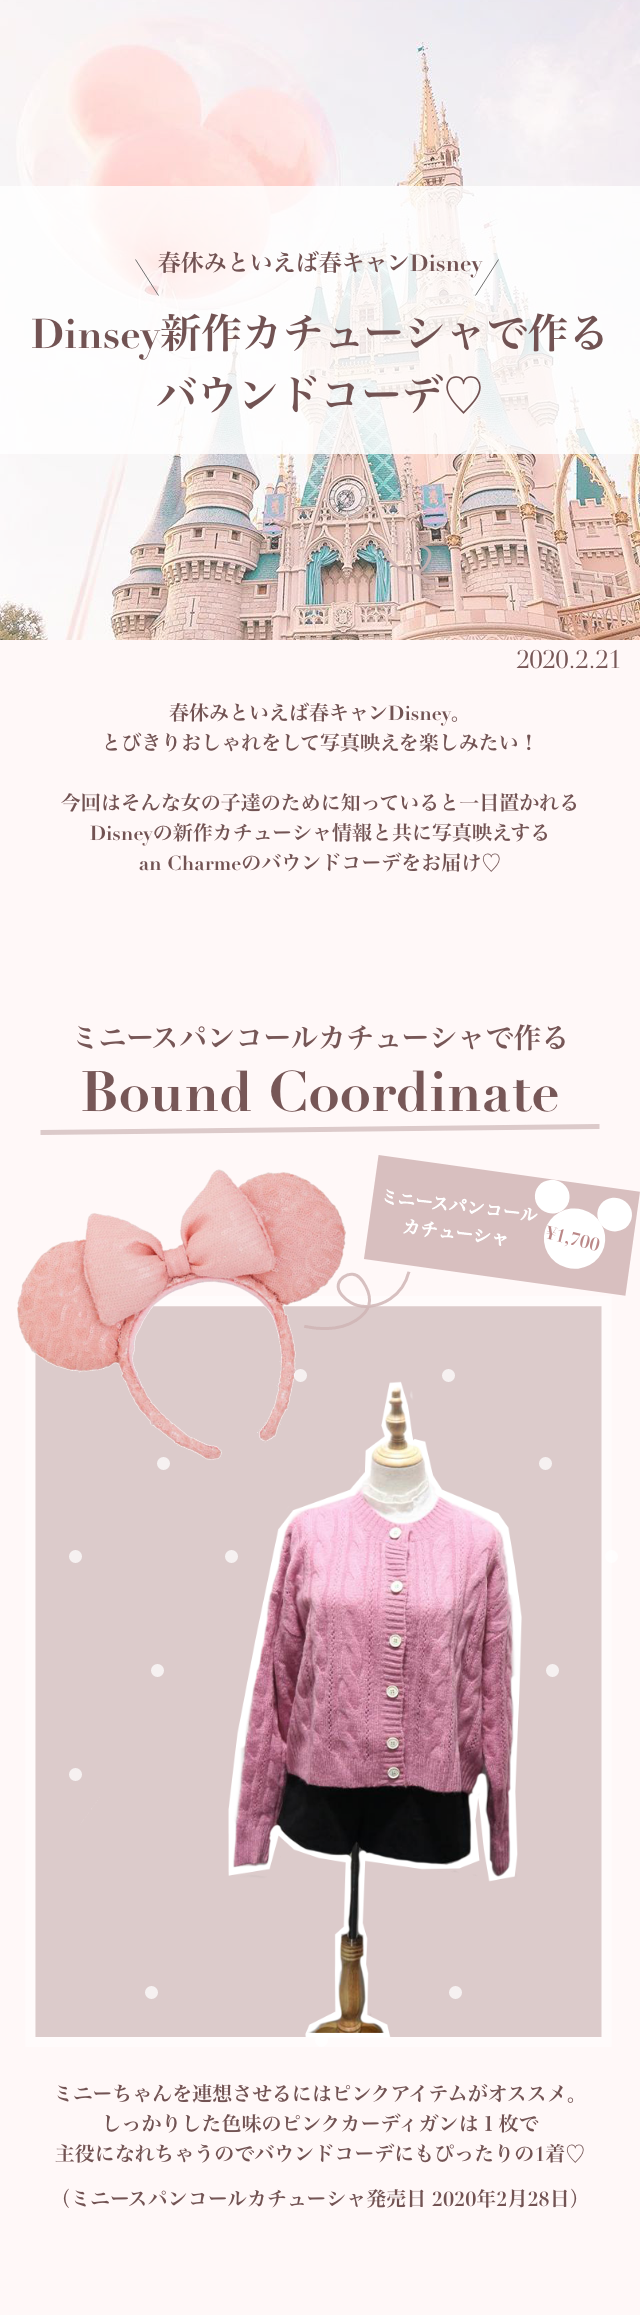 春休みといえば春キャンDisney
Dinsey新作カチューシャで作る
バウンドコーデ♡
2020.2.21
春休みといえば春キャンDisney。
とびきりおしゃれをして写真映えを楽しみたい！
今回はそんな女の子達のために知っていると一目置かれる
Disneyの新作カチューシャ情報と共に写真映えする
an Charmeのバウンドコーデをお届け♡
ミニースパンコールカチューシャで作る
Bound Coordinate
ミニースパンコール
カチューシャ
¥1,700
ミニーちゃんを連想させるにはピンクアイテムがオススメ。
しっかりした色味のピンクカーディガンは１枚で
主役になれちゃうのでバウンドコーデにもぴったりの1着♡
（ミニースパンコールカチューシャ発売日 2020年2月28日）